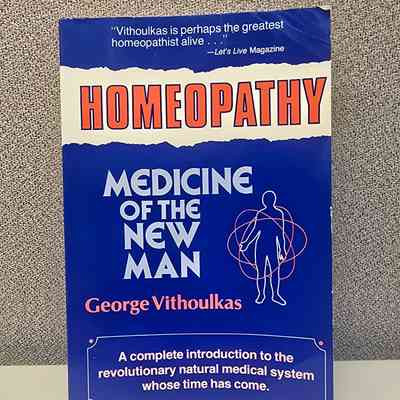 "Vithoulkas is perhaps the greatest
homeopathist alive . . ."
—Let's Live Magazine
HOMEOPATHY
MEDICINE
OF THE
NEW
MAN
George Vithoulkas
A complete introduction to the
revolutionary natural medical system
whose time has come.